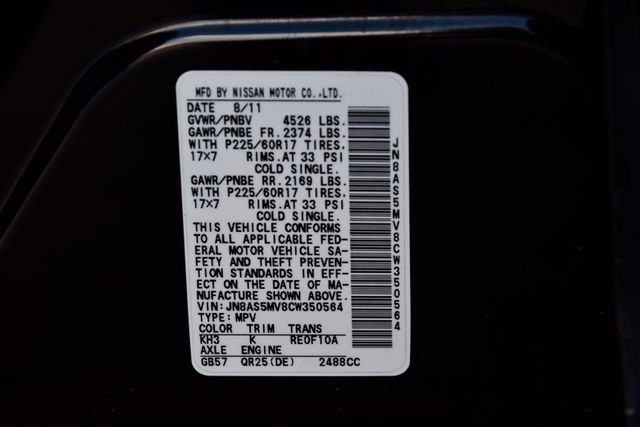 MFD BY NISSAN MOTOR CO.,LTD.
DATE 8/11
GVWR/PNBV 4526 LBS.
GAWR/PNBE FR. 2374 LBS.
WITH P225/60R17 TIRES.
17×7 RIMS. AT 33 PSI
COLD SINGLE.
GAWR/PNBE RR. 2169 LBS.
WITH P225/60R17 TIRES.
17×7 RIMS. AT 33 PSI
COLD SINGLE.
THIS VEHICLE CONFORMS
TO ALL APPLICABLE FED-
ERAL MOTOR VEHICLE SA-
FETY AND THEFT PREVEN-
TION STANDARDS IN EFF-
ECT ON THE DATE OF MA-
NUFACTURE SHOWN ABOVE.
VIN: JN8AS5MV8CW350564
TYPE: MPV
COLOR TRIM TRANS
KH3 K RE0F10A
AXLE ENGINE
GB57 QR25(DE) 2488CC
JN8AS5MV8CW350564